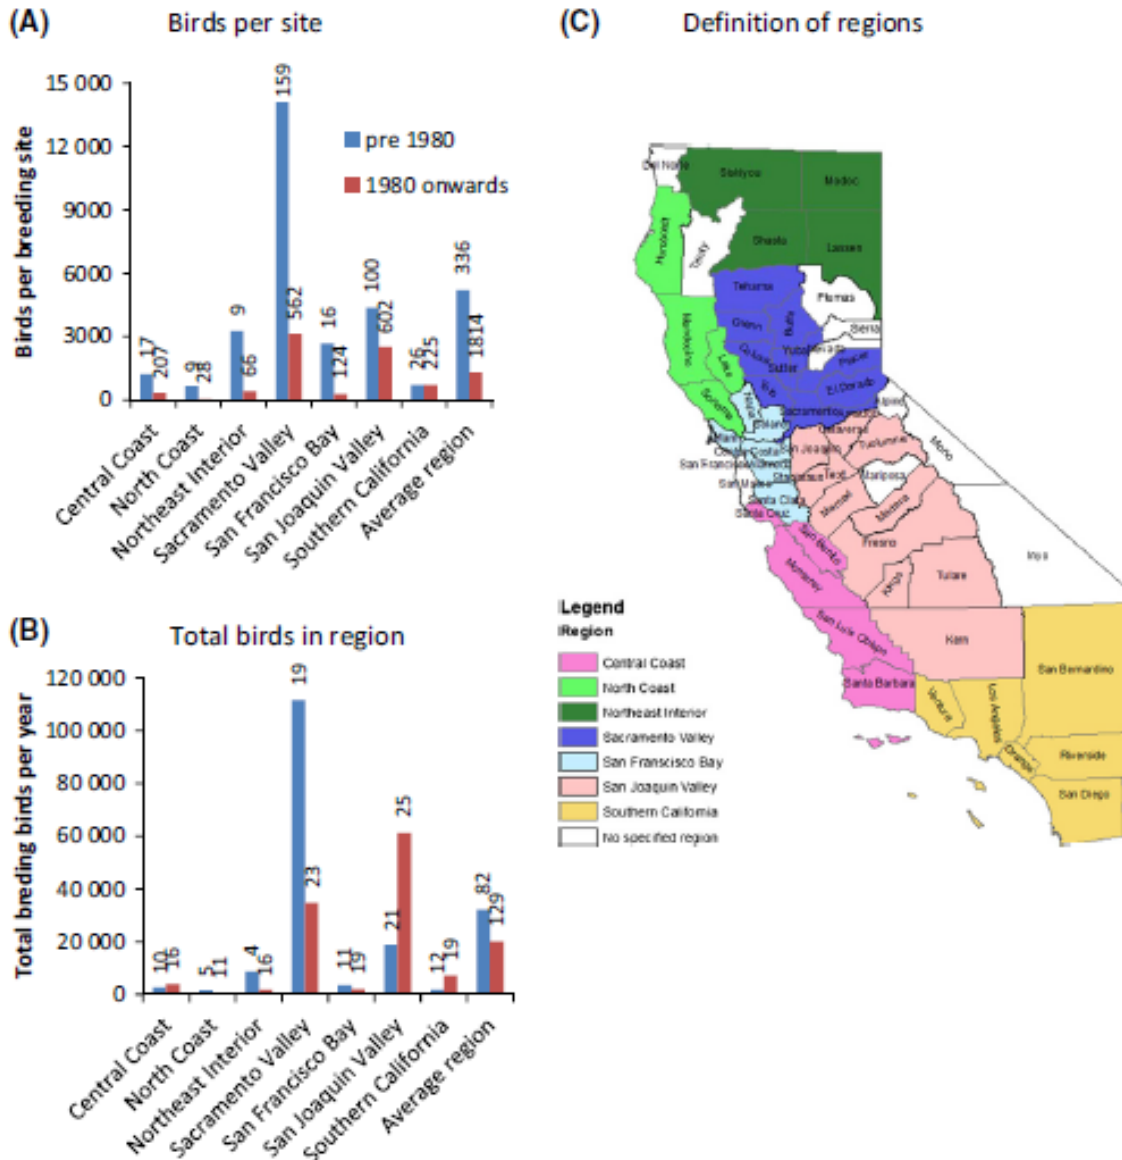 (A) Birds per site
Birds per breeding site
15 000
12 000
9000
6000
3000
0
pre 1980
1980 onwards
17
207
9
28
9
66
159
562
16
124
100
602
26
225
336
1814
Central Coast
North Coast
Northeast Interior
Sacramento Valley
San Francisco Bay
San Joaquin Valley
Southern California
Average region
(B) Total birds in region
Total breding birds per year
120 000
100 000
80 000
60 000
40 000
20 000
0
10
16
5
11
4
16
19
23
11
19
21
25
12
19
82
129
Central Coast
North Coast
Northeast Interior
Sacramento Valley
San Francisco Bay
San Joaquin Valley
Southern California
Average region
(C) Definition of regions
Del Norte
Siskiyou
Modoc
Humboldt
Trinity
Shasta
Lassen
Tehama
Plumas
Glenn
Butte
Sierra
Mendocino
Lake
Colusa
Yuba
Sutter
Placer
Yolo
El Dorado
Sonoma
Napa
Solano
Sacramento
Alpine
Calaveras
Tuolumne
Mono
Contra Costa
San Joaquin
San Francisco
Stanislaus
Mariposa
San Mateo
Santa Clara
Santa Cruz
Merced
Madera
San Benito
Fresno
Inyo
Monterey
Kings
Tulare
San Luis Obispo
Kern
Santa Barbara
Ventura
Los Angeles
San Bernardino
Orange
Riverside
San Diego
Legend
Region
Central Coast
North Coast
Northeast Interior
Sacramento Valley
San Franscisco Bay
San Joaquin Valley
Southern California
No specified region